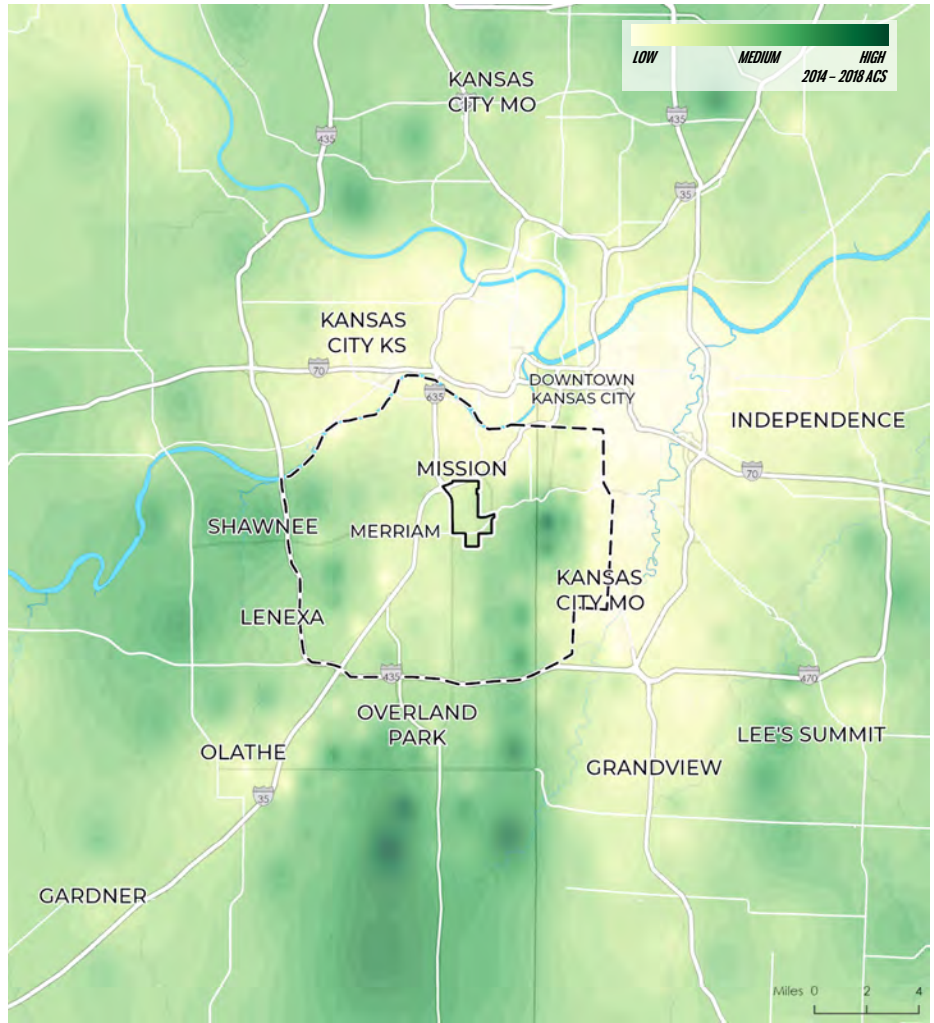 LOW MEDIUM HIGH
2014 – 2018 ACS
KANSAS
CITY MO
435
435
35
KANSAS
CITY KS
70
635
DOWNTOWN
KANSAS CITY
INDEPENDENCE
MISSION
70
SHAWNEE
MERRIAM
KANSAS
CITY MO
LENEXA
435
470
OVERLAND
PARK
LEE'S SUMMIT
OLATHE
GRANDVIEW
35
GARDNER
Miles 0 2 4